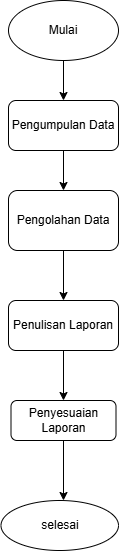 Mulai
Pengumpulan Data
Pengolahan Data
Penulisan Laporan
Penyesuaian
Laporan
selesai